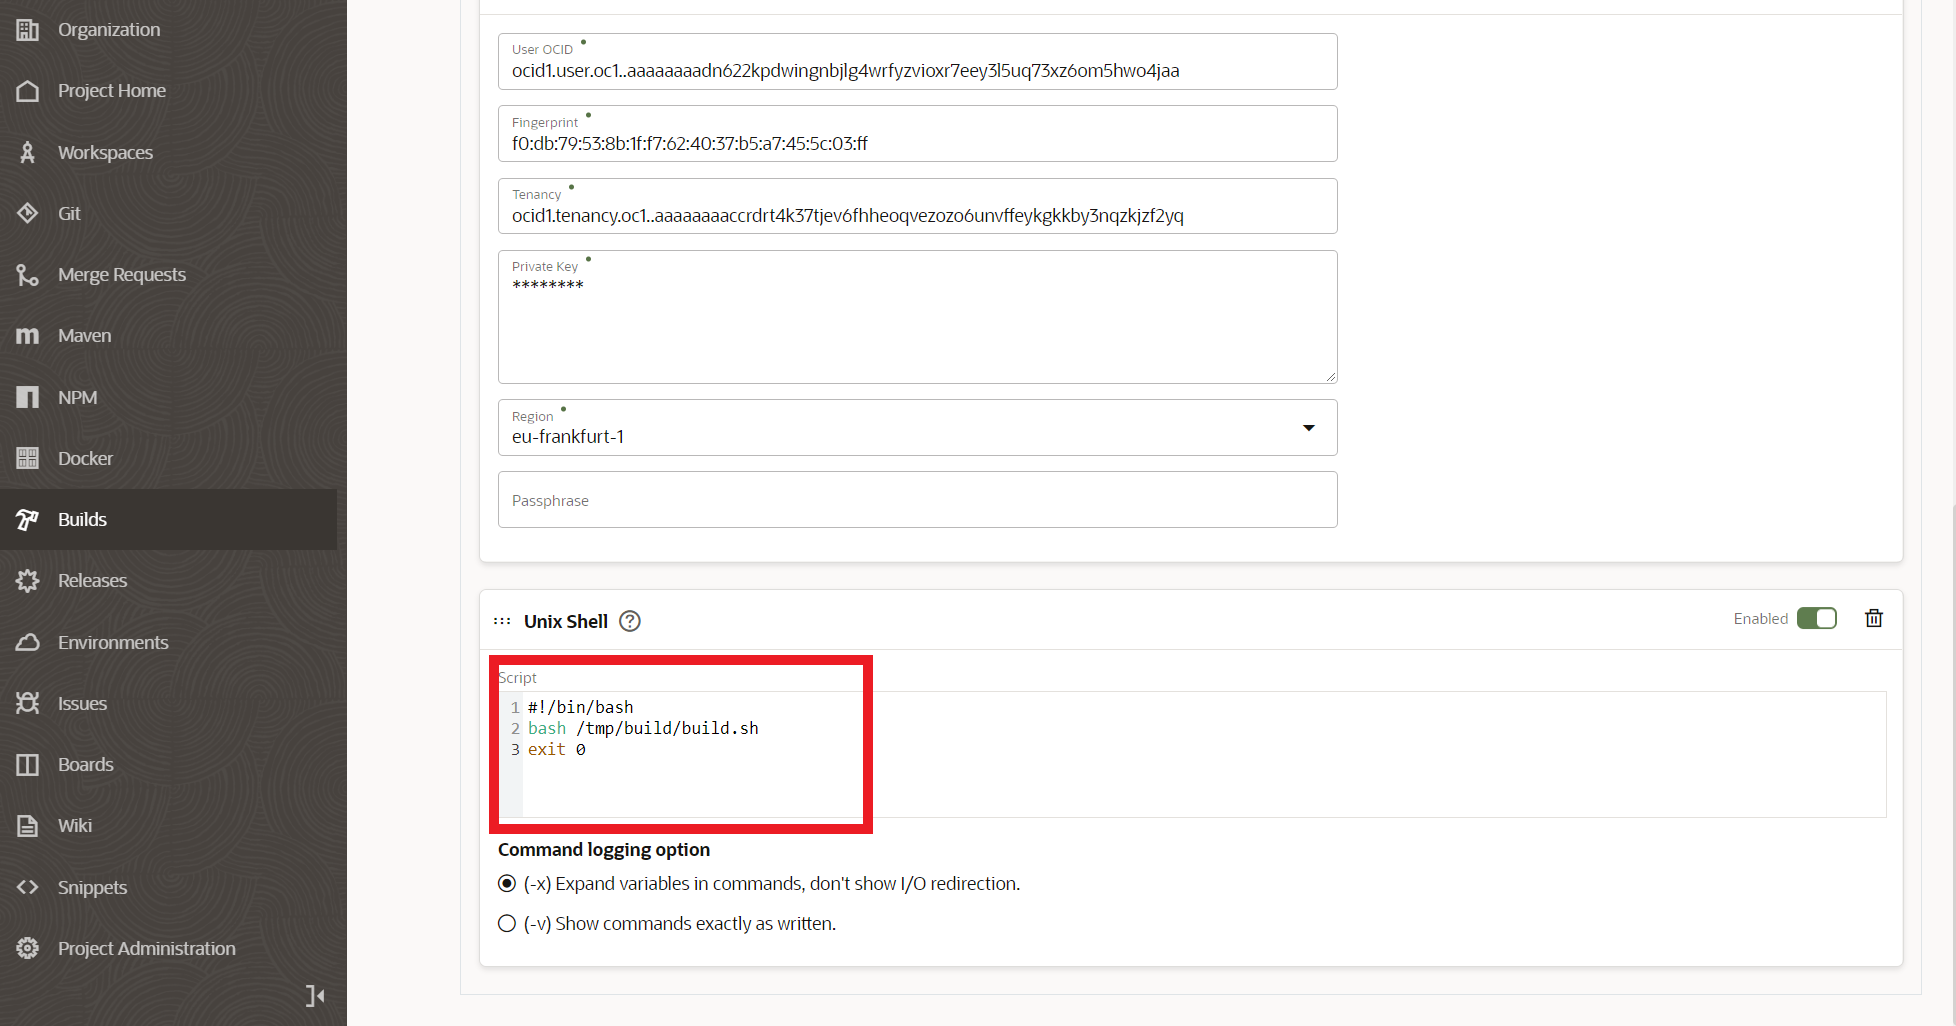 Organization
Project Home
Workspaces
Git
Merge Requests
Maven
NPM
Docker
Builds
Releases
Environments
Issues
Boards
Wiki
Snippets
Project Administration
User OCID
ocid1.user.oc1..aaaaaaaadn622kpdwingnbjlg4wrfyzvioxr7eey3l5uq73xz6om5hwo4jaa
Fingerprint
f0:db:79:53:8b:1f:f7:62:40:37:b5:a7:45:5c:03:ff
Tenancy
ocid1.tenancy.oc1..aaaaaaaaccrdrt4k37tjev6fhheoqvezozo6unvffeykgkkby3nqzkjzf2yq
Private Key
********
Region
eu-frankfurt-1
Passphrase
Unix Shell
Enabled
Script
1 #!/bin/bash
2 bash /tmp/build/build.sh
3 exit 0
Command logging option
(-x) Expand variables in commands, don't show I/O redirection.
(-v) Show commands exactly as written.